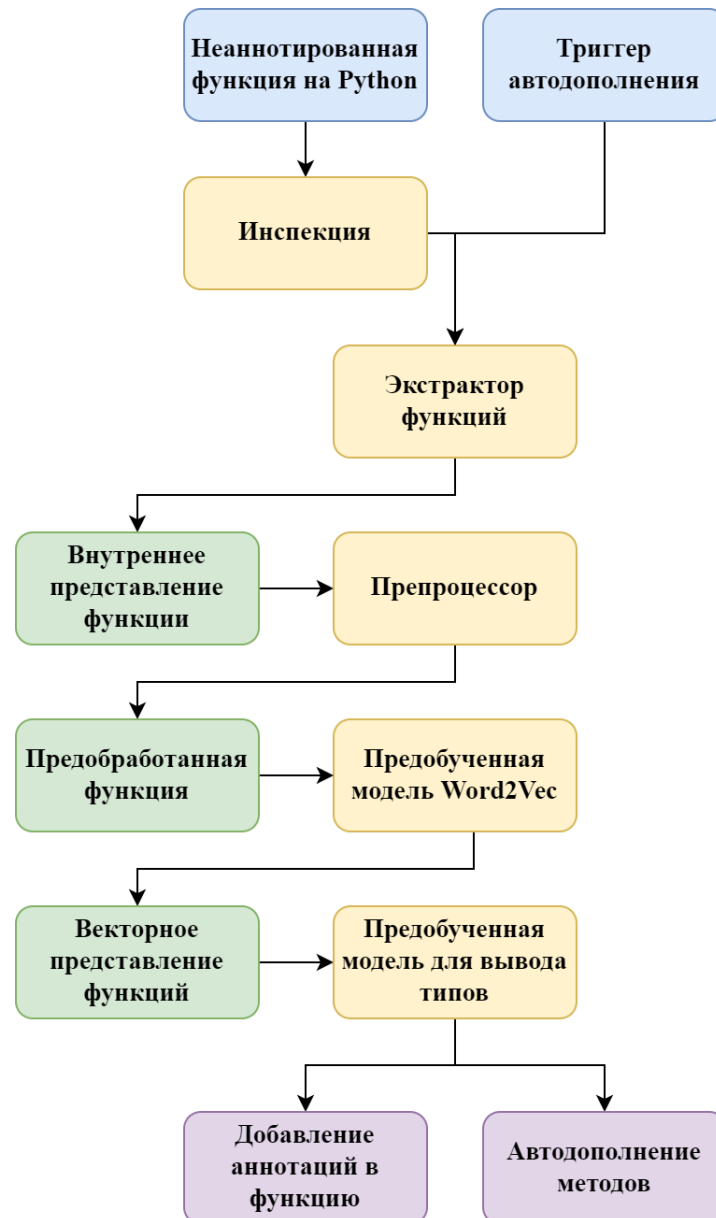 Неаннотированная
функция на Python
Триггер
автодополнения
Инспекция
Экстрактор
функций
Внутреннее
представление
функции
Препроцессор
Предобработанная
функция
Предобученная
модель Word2Vec
Векторное
представление
функций
Предобученная
модель для вывода
типов
Добавление
аннотаций в
функцию
Автодополнение
методов